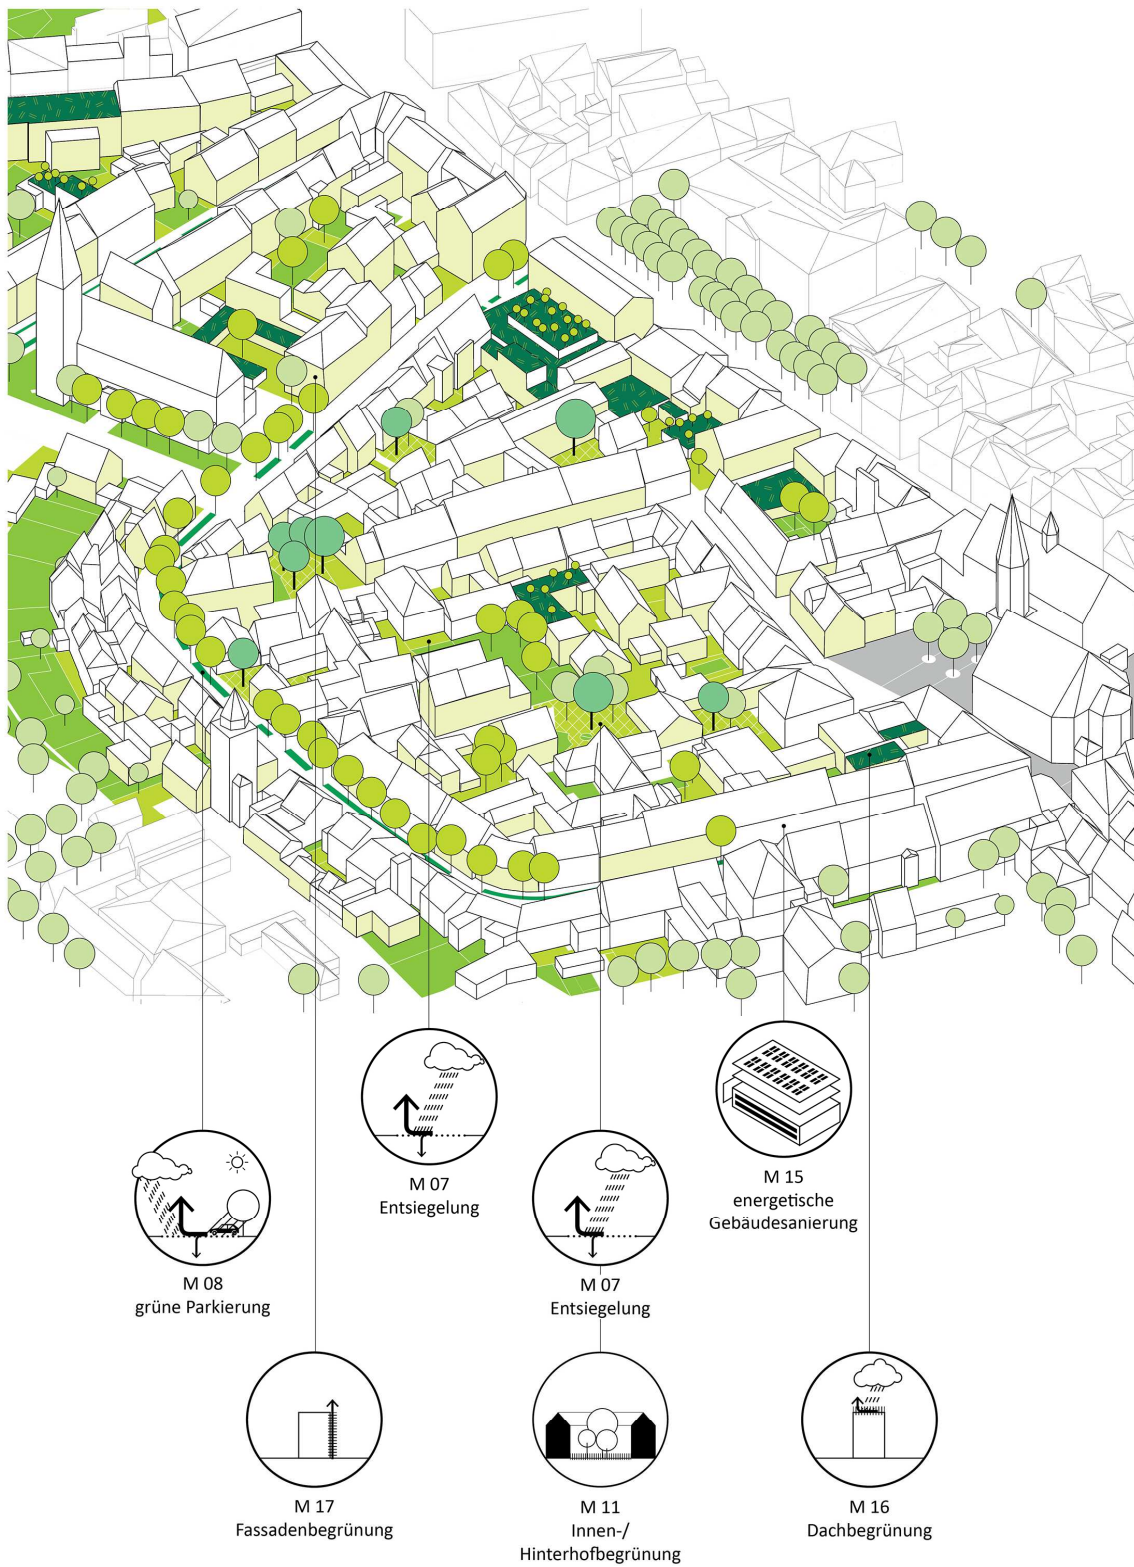 M 07
Entsiegelung
M 15
energetische
Gebäudesanierung
M 08
grüne Parkierung
M 07
Entsiegelung
M 17
Fassadenbegrünung
M 11
Innen-/
Hinterhofbegrünung
M 16
Dachbegrünung